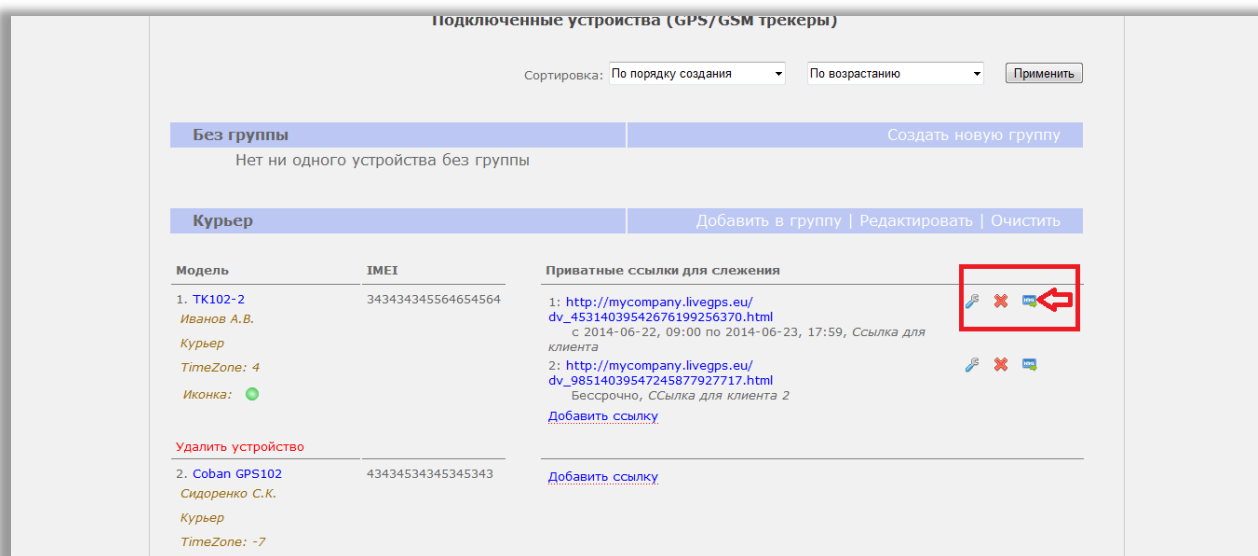 Подключенные устройства (GPS/GSM трекеры)
Сортировка: По порядку создания По возрастанию Применить
Без группы Создать новую группу
Нет ни одного устройства без группы
Курьер Добавить в группу | Редактировать | Очистить
Модель IMEI Приватные ссылки для слежения
1. TK102-2 343434345564654564 1: http://mycompany.livegps.eu/
Иванов А.В. dv_45314039542676199256370.html
с 2014-06-22, 09:00 по 2014-06-23, 17:59, Ссылка для
Курьер клиента
TimeZone: 4 2: http://mycompany.livegps.eu/
dv_98514039547245877927717.html
Иконка: Бессрочно, ССылка для клиента 2
Добавить ссылку
Удалить устройство
2. Coban GPS102 43434534345345343 Добавить ссылку
Сидоренко С.К.
Курьер
TimeZone: -7